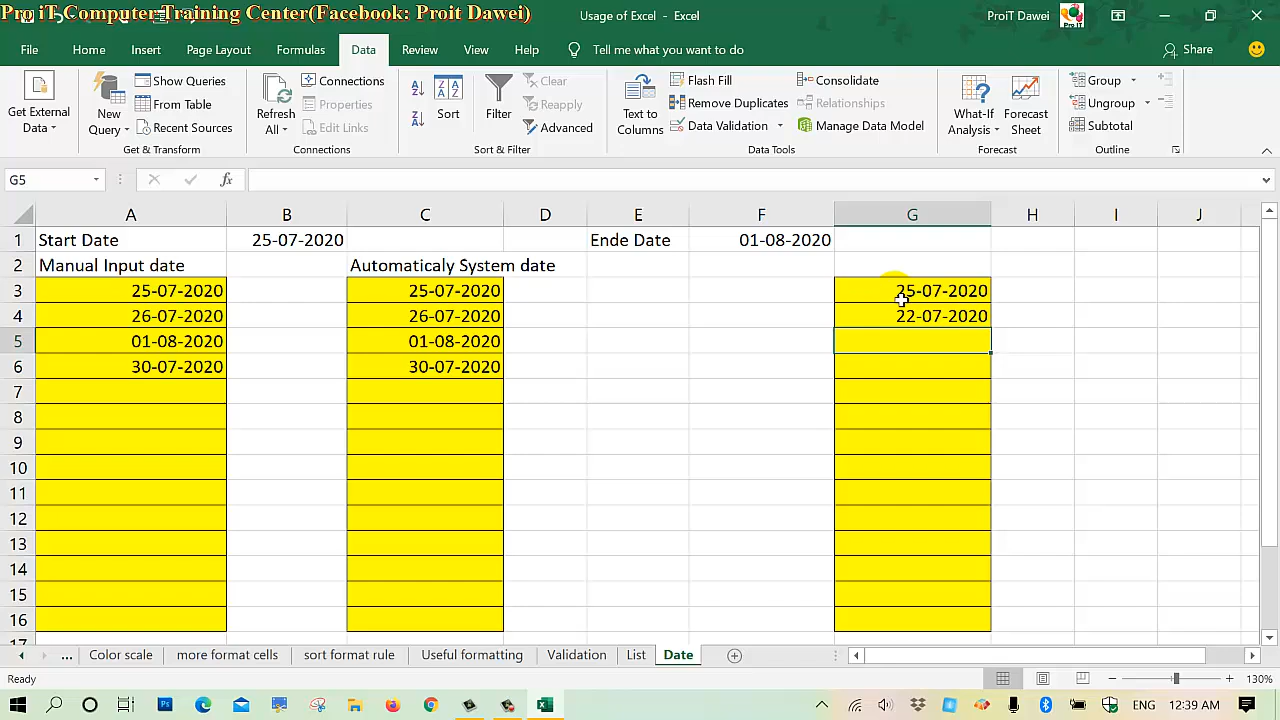 Pro iT Computer Training Center(Facebook: Proit Dawei)
Usage of Excel - Excel
ProiT Dawei
Pro IT
File Home Insert Page Layout Formulas Data Review View Help Tell me what you want to do Share
Get External Data
New Query
Show Queries
From Table
Recent Sources
Get & Transform
Refresh All
Connections
Properties
Edit Links
Connections
Sort
Filter
Clear
Reapply
Advanced
Sort & Filter
Text to Columns
Flash Fill
Remove Duplicates
Data Validation
Consolidate
Relationships
Manage Data Model
Data Tools
What-If Analysis
Forecast Sheet
Forecast
Group
Ungroup
Subtotal
Outline
G5 fx
A B C D E F G H I J
1 Start Date 25-07-2020 Ende Date 01-08-2020
2 Manual Input date Automaticaly System date
3 25-07-2020 25-07-2020 25-07-2020
4 26-07-2020 26-07-2020 22-07-2020
5 01-08-2020 01-08-2020
6 30-07-2020 30-07-2020
7
8
9
10
11
12
13
14
15
16
17
... Color scale more format cells sort format rule Useful formatting Validation List Date
Ready 130%
ENG 12:39 AM